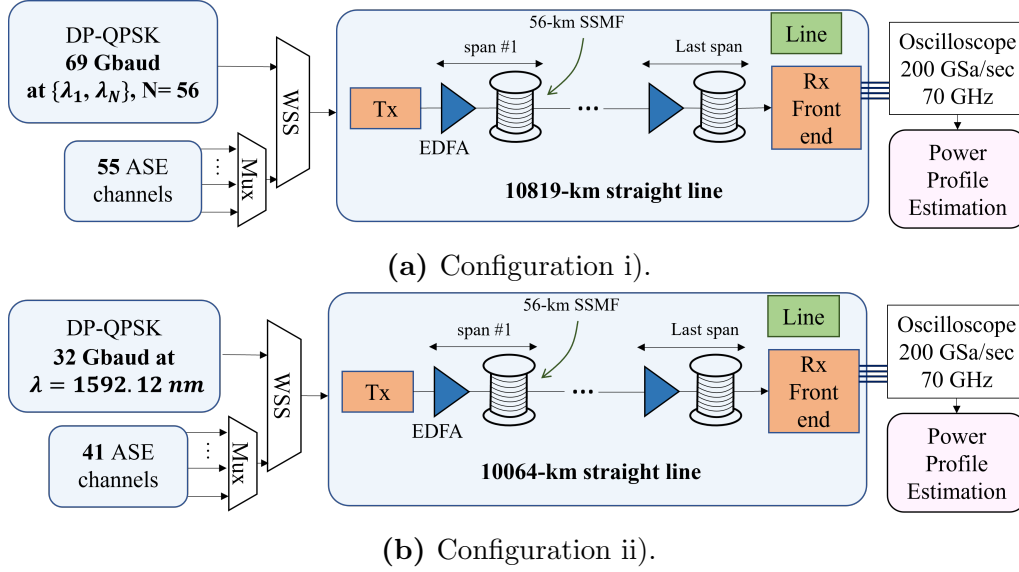 DP-QPSK
69 Gbaud
at {λ₁, λ_N}, N= 56
55 ASE
channels
Mux
WSS
Tx
EDFA
span #1
56-km SSMF
...
Last span
Line
Rx
Front
end
10819-km straight line
Oscilloscope
200 GSa/sec
70 GHz
Power
Profile
Estimation
(a) Configuration i).
DP-QPSK
32 Gbaud at
λ = 1592.12 nm
41 ASE
channels
Mux
WSS
Tx
EDFA
span #1
56-km SSMF
...
Last span
Line
Rx
Front
end
10064-km straight line
Oscilloscope
200 GSa/sec
70 GHz
Power
Profile
Estimation
(b) Configuration ii).